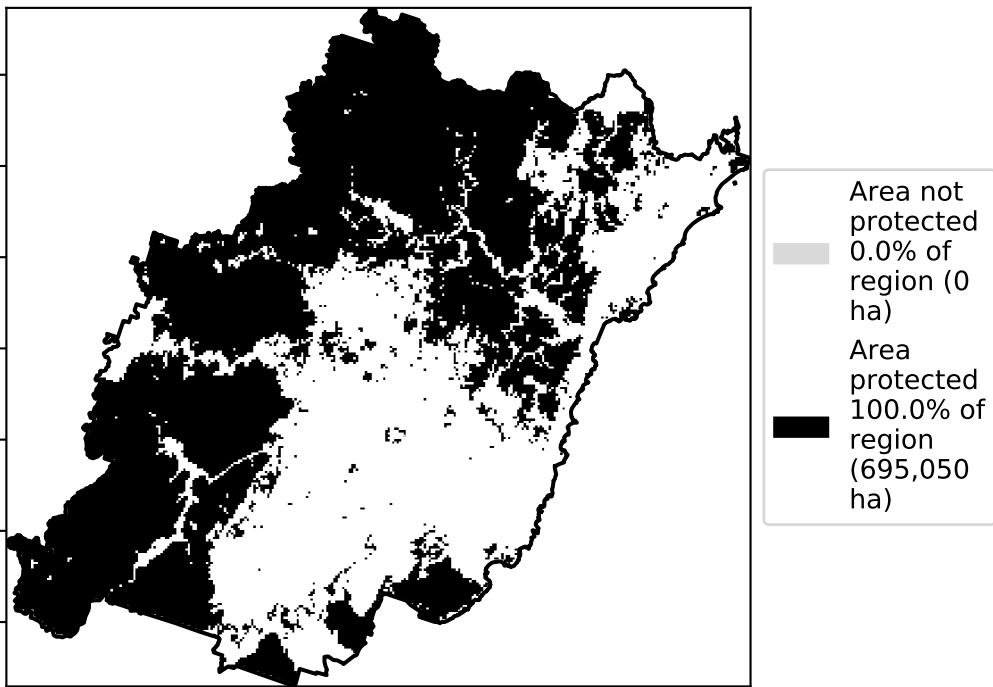 Area not
protected
0.0% of
region (0
ha)
Area
protected
100.0% of
region
(695,050
ha)